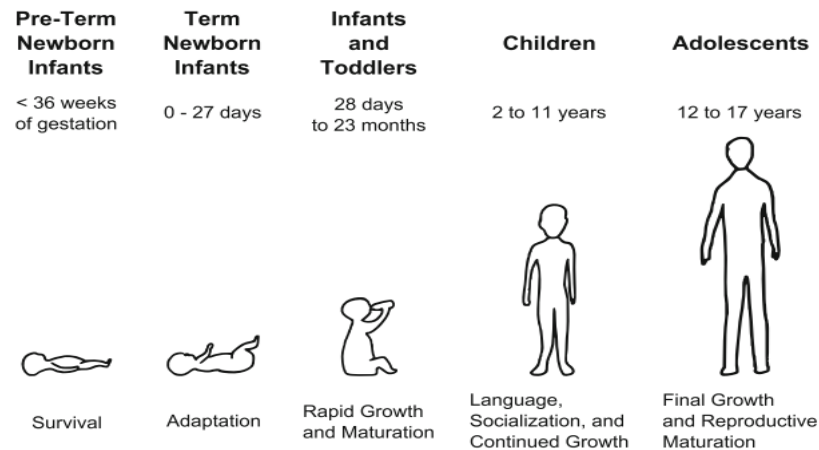 Pre-Term
Newborn
Infants
< 36 weeks
of gestation
Survival
Term
Newborn
Infants
0 - 27 days
Adaptation
Infants
and
Toddlers
28 days
to 23 months
Rapid Growth
and Maturation
Children
2 to 11 years
Language,
Socialization, and
Continued Growth
Adolescents
12 to 17 years
Final Growth
and Reproductive
Maturation